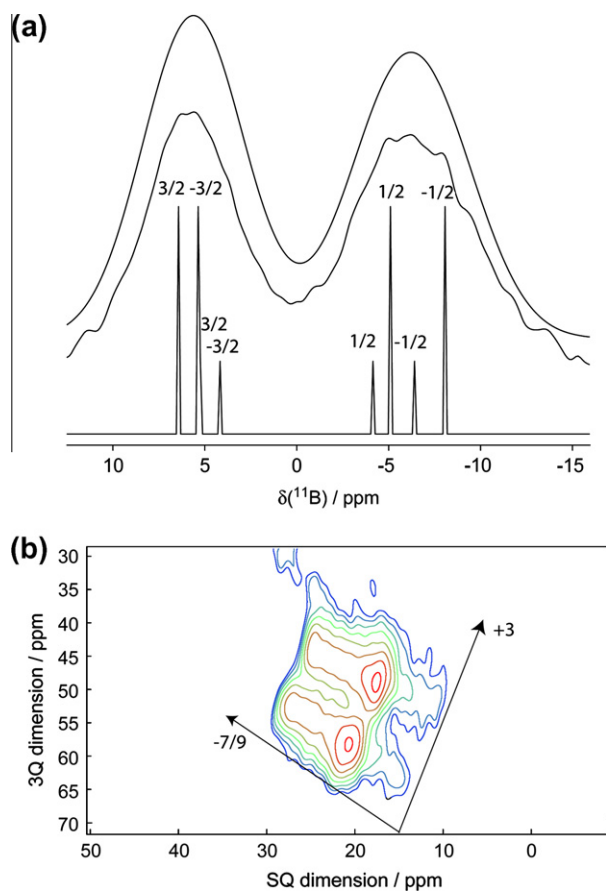 (a)
3/2 -3/2
1/2
-1/2
3/2
-3/2
1/2
-1/2
10 5 0 -5 -10 -15
δ(¹¹B) / ppm
(b)
30
35
40
+3
45
50
55
-7/9
60
65
70
3Q dimension / ppm
50 40 30 20 10 0
SQ dimension / ppm